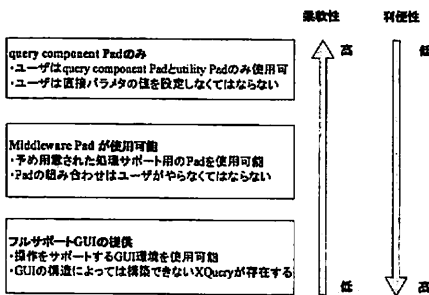 柔軟性 利便性
高 低
query component Padのみ
・ユーザはquery component Padとutility Padのみ使用可
・ユーザは直接パラメタの値を設定しなくてはならない
Middleware Pad が使用可能
・予め用意された処理サポート用のPadを使用可能
・Padの組み合わせはユーザがやらなくてはならない
フルサポートGUIの提供
・操作をサポートするGUI環境を使用可能
・GUIの構造によっては構築できないXQueryが存在する
低 高